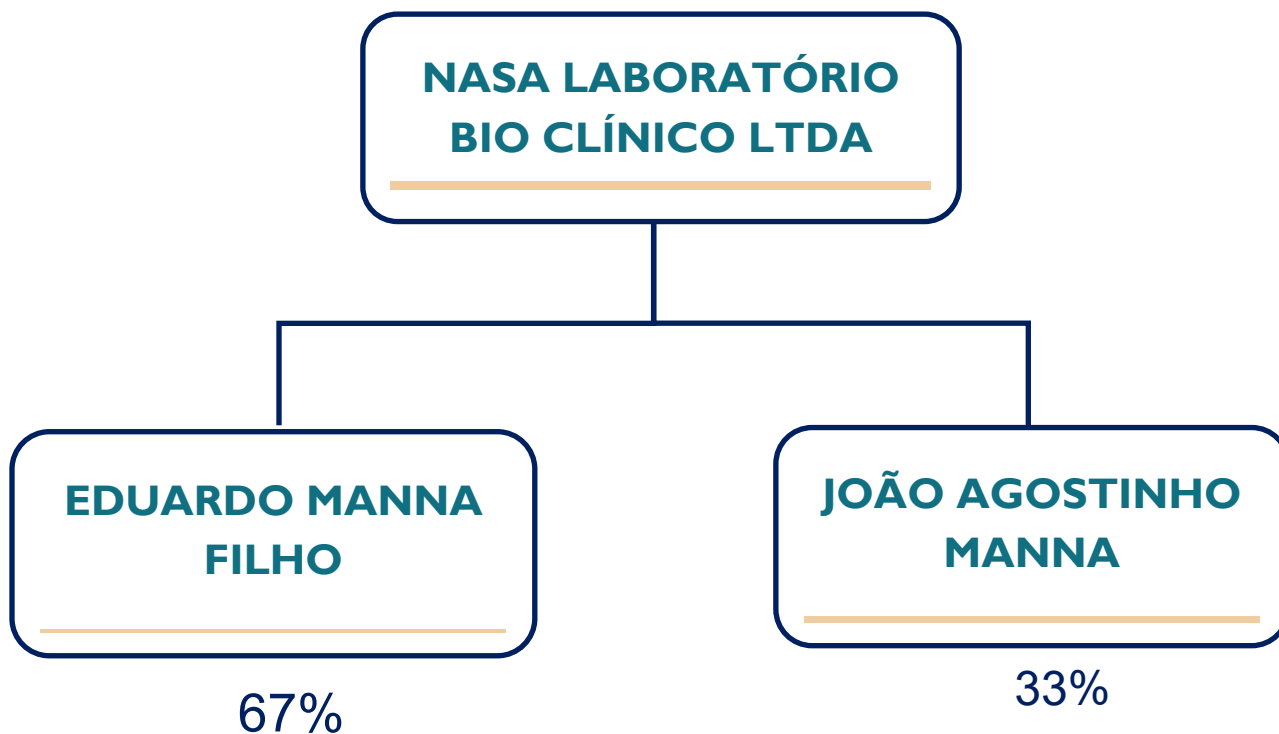 NASA LABORATÓRIO
BIO CLÍNICO LTDA
EDUARDO MANNA
FILHO
JOÃO AGOSTINHO
MANNA
67%
33%